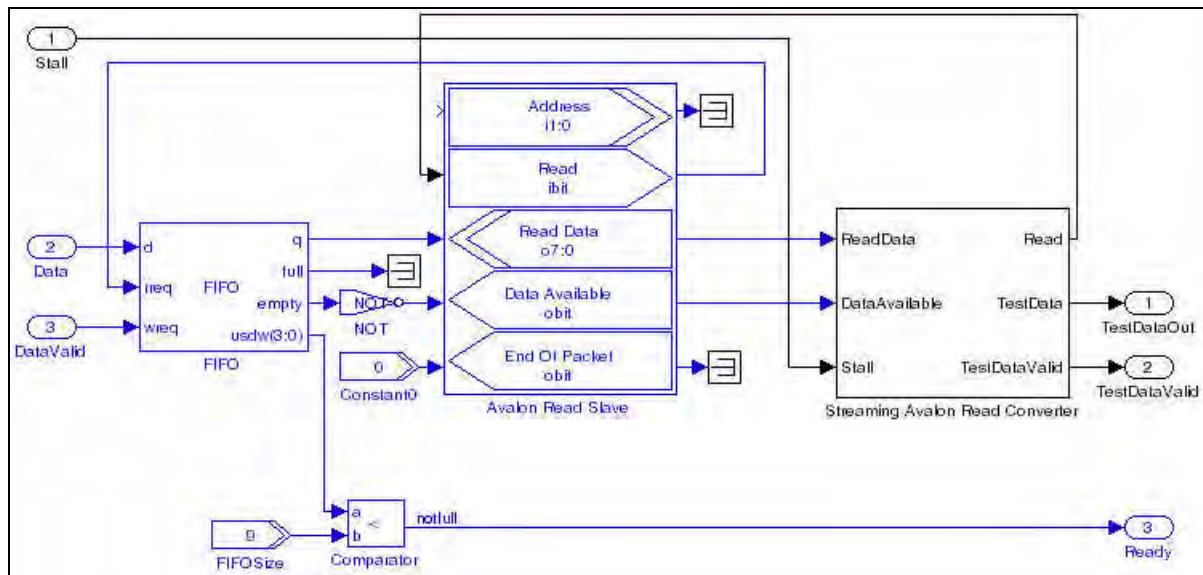 1
Stall
Address
i1:0
Read
ibit
2
Data
3
DataValid
d
rreq
wreq
FIFO
q
full
empty
usdw(3:0)
FIFO
NOT
NOT
0
Constant0
Read Data
o7:0
Data Available
obit
End Of Packet
obit
Avalon Read Slave
ReadData
DataAvailable
Stall
Read
TestData
TestDataValid
Streaming Avalon Read Converter
1
TestDataOut
2
TestDataValid
9
FIFOSize
a
b
<
Comparator
notfull
3
Ready